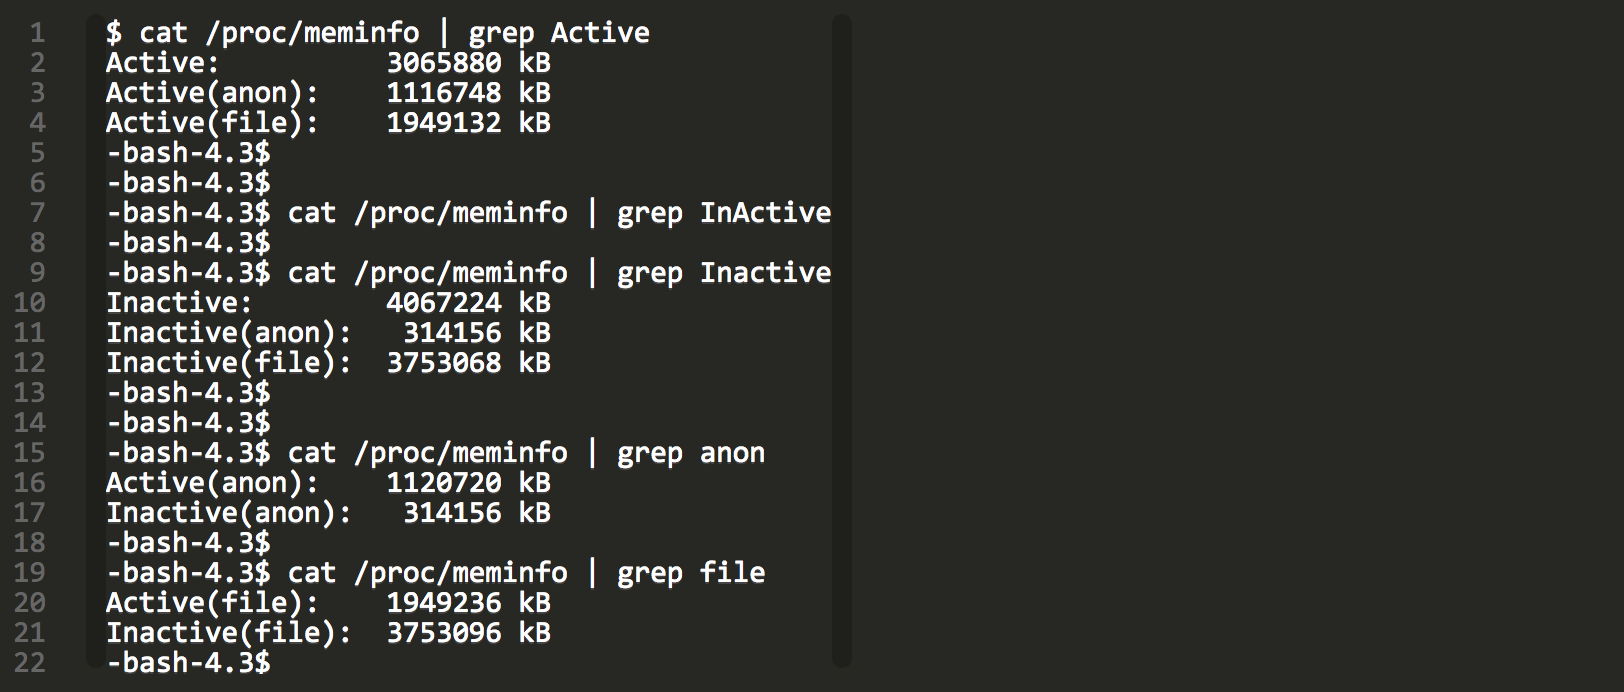 1 $ cat /proc/meminfo | grep Active
2 Active: 3065880 kB
3 Active(anon): 1116748 kB
4 Active(file): 1949132 kB
5 -bash-4.3$
6 -bash-4.3$
7 -bash-4.3$ cat /proc/meminfo | grep InActive
8 -bash-4.3$
9 -bash-4.3$ cat /proc/meminfo | grep Inactive
10 Inactive: 4067224 kB
11 Inactive(anon): 314156 kB
12 Inactive(file): 3753068 kB
13 -bash-4.3$
14 -bash-4.3$
15 -bash-4.3$ cat /proc/meminfo | grep anon
16 Active(anon): 1120720 kB
17 Inactive(anon): 314156 kB
18 -bash-4.3$
19 -bash-4.3$ cat /proc/meminfo | grep file
20 Active(file): 1949236 kB
21 Inactive(file): 3753096 kB
22 -bash-4.3$